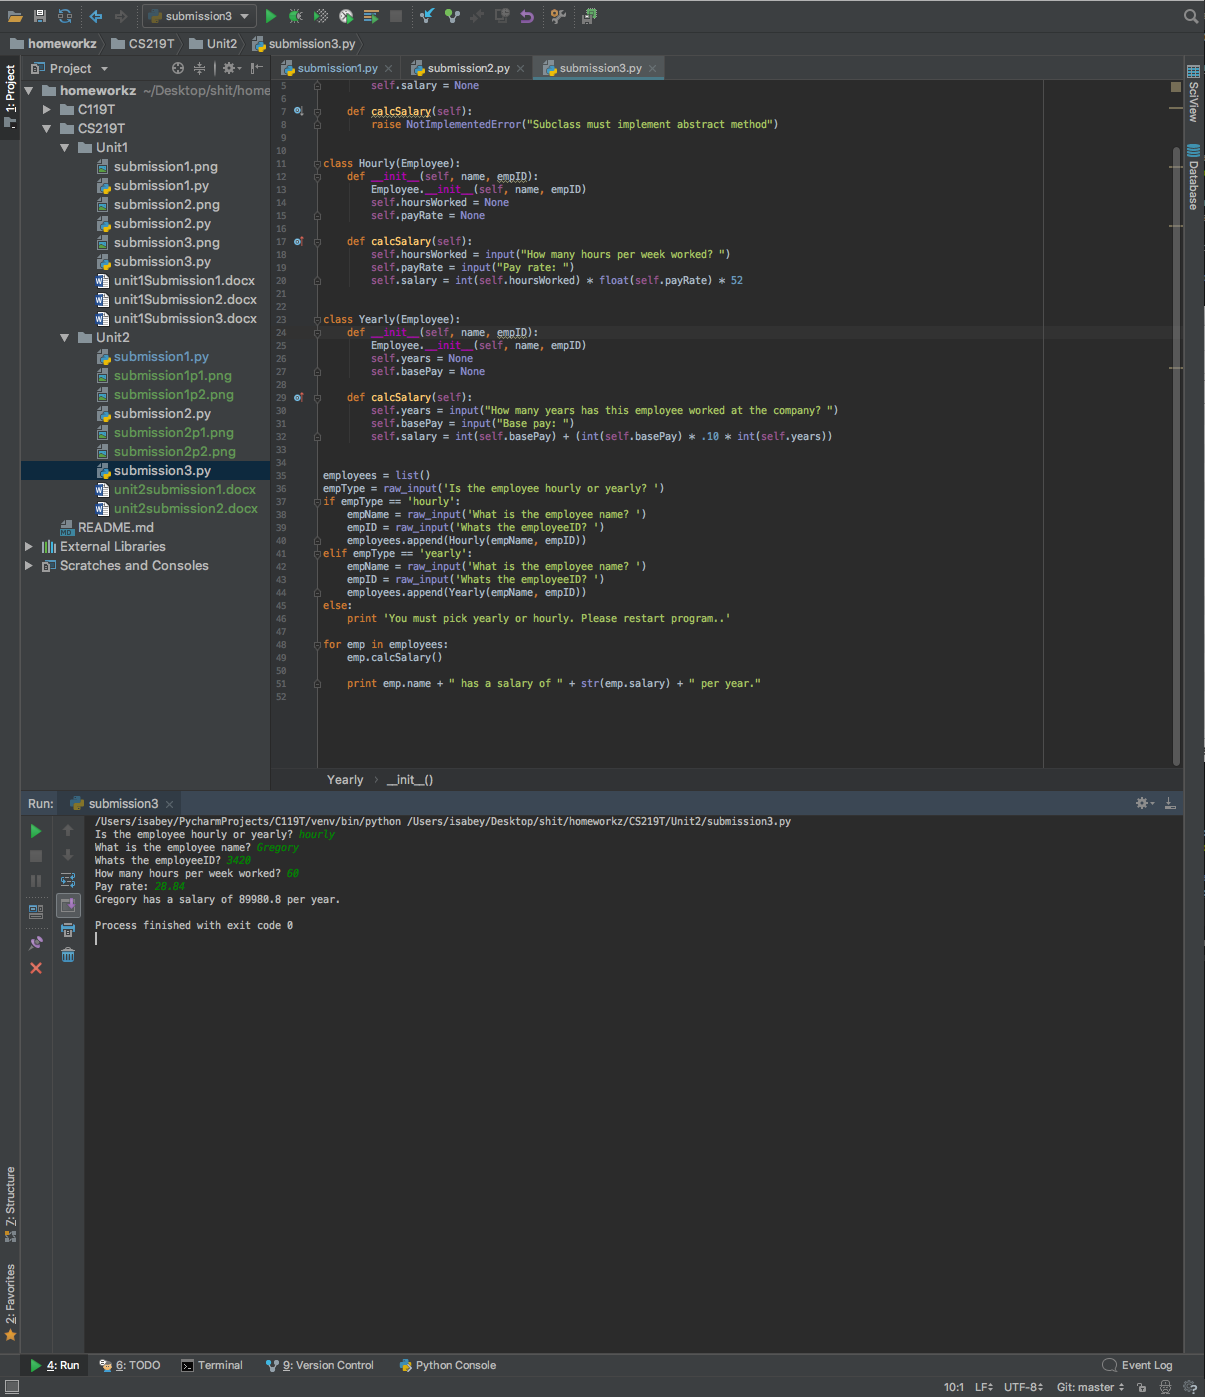 submission3
homeworkz CS219T Unit2 submission3.py
1: Project
Project
submission1.py submission2.py submission3.py
homeworkz ~/Desktop/shit/home
C119T
CS219T
Unit1
submission1.png
submission1.py
submission2.png
submission2.py
submission3.png
submission3.py
unit1Submission1.docx
unit1Submission2.docx
unit1Submission3.docx
Unit2
submission1.py
submission1p1.png
submission1p2.png
submission2.py
submission2p1.png
submission2p2.png
submission3.py
unit2submission1.docx
unit2submission2.docx
README.md
External Libraries
Scratches and Consoles
5 self.salary = None
6
7 def calcSalary(self):
8 raise NotImplementedError("Subclass must implement abstract method")
9
10
11 class Hourly(Employee):
12 def __init__(self, name, empID):
13 Employee.__init__(self, name, empID)
14 self.hoursWorked = None
15 self.payRate = None
16
17 def calcSalary(self):
18 self.hoursWorked = input("How many hours per week worked? ")
19 self.payRate = input("Pay rate: ")
20 self.salary = int(self.hoursWorked) * float(self.payRate) * 52
21
22
23 class Yearly(Employee):
24 def __init__(self, name, empID):
25 Employee.__init__(self, name, empID)
26 self.years = None
27 self.basePay = None
28
29 def calcSalary(self):
30 self.years = input("How many years has this employee worked at the company? ")
31 self.basePay = input("Base pay: ")
32 self.salary = int(self.basePay) + (int(self.basePay) * .10 * int(self.years))
33
34
35 employees = list()
36 empType = raw_input('Is the employee hourly or yearly? ')
37 if empType == 'hourly':
38 empName = raw_input('What is the employee name? ')
39 empID = raw_input('Whats the employeeID? ')
40 employees.append(Hourly(empName, empID))
41 elif empType == 'yearly':
42 empName = raw_input('What is the employee name? ')
43 empID = raw_input('Whats the employeeID? ')
44 employees.append(Yearly(empName, empID))
45 else:
46 print 'You must pick yearly or hourly. Please restart program..'
47
48 for emp in employees:
49 emp.calcSalary()
50
51 print emp.name + " has a salary of " + str(emp.salary) + " per year."
52
Yearly › __init__()
SciView
Database
Run: submission3
/Users/isabey/PycharmProjects/C119T/venv/bin/python /Users/isabey/Desktop/shit/homeworkz/CS219T/Unit2/submission3.py
Is the employee hourly or yearly? hourly
What is the employee name? Gregory
Whats the employeeID? 3420
How many hours per week worked? 60
Pay rate: 28.84
Gregory has a salary of 89980.8 per year.
Process finished with exit code 0
7: Structure
2: Favorites
4: Run 6: TODO Terminal 9: Version Control Python Console Event Log
10:1 LF UTF-8 Git: master